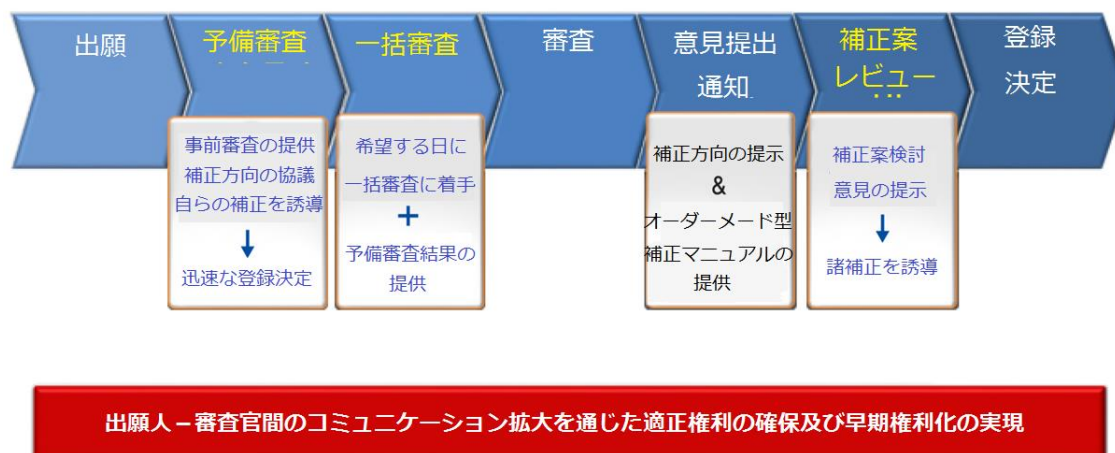 出願
予備審査
一括審査
審査
意見提出
通知
補正案
レビュー
登録
決定
事前審査の提供
補正方向の協議
自らの補正を誘導
迅速な登録決定
希望する日に
一括審査に着手
+
予備審査結果の
提供
補正方向の提示
&
オーダーメード型
補正マニュアルの
提供
補正案検討
意見の提示
諸補正を誘導
出願人－審査官間のコミュニケーション拡大を通じた適正権利の確保及び早期権利化の実現